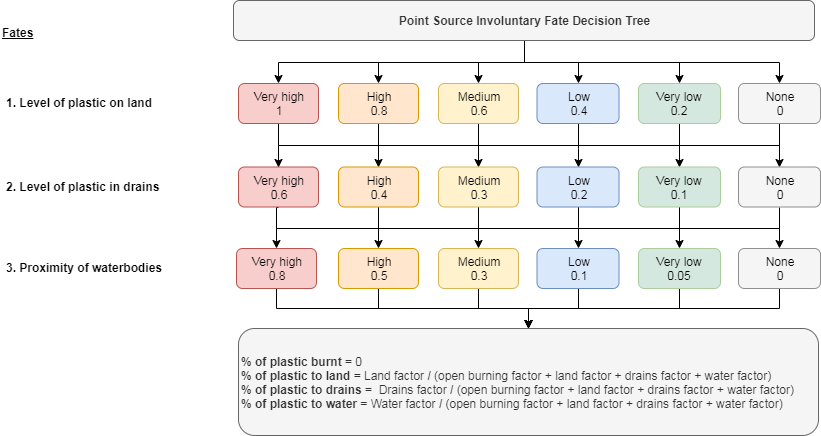 Point Source Involuntary Fate Decision Tree
Fates
1. Level of plastic on land
Very high
1
High
0.8
Medium
0.6
Low
0.4
Very low
0.2
None
0
2. Level of plastic in drains
Very high
0.6
High
0.4
Medium
0.3
Low
0.2
Very low
0.1
None
0
3. Proximity of waterbodies
Very high
0.8
High
0.5
Medium
0.3
Low
0.1
Very low
0.05
None
0
% of plastic burnt = 0
% of plastic to land = Land factor / (open burning factor + land factor + drains factor + water factor)
% of plastic to drains = Drains factor / (open burning factor + land factor + drains factor + water factor)
% of plastic to water = Water factor / (open burning factor + land factor + drains factor + water factor)